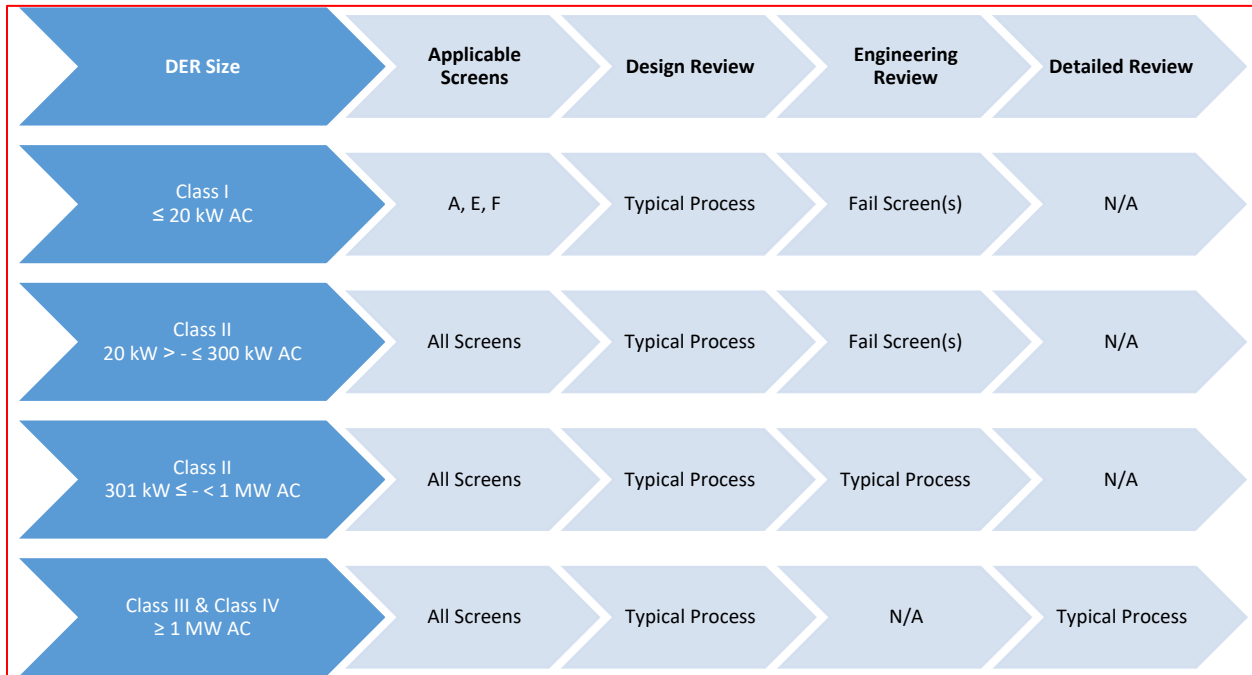 DER Size
Applicable
Screens
Design Review
Engineering
Review
Detailed Review
Class I
≤ 20 kW AC
A, E, F
Typical Process
Fail Screen(s)
N/A
Class II
20 kW > - ≤ 300 kW AC
All Screens
Typical Process
Fail Screen(s)
N/A
Class II
301 kW ≤ - < 1 MW AC
All Screens
Typical Process
Typical Process
N/A
Class III & Class IV
≥ 1 MW AC
All Screens
Typical Process
N/A
Typical Process